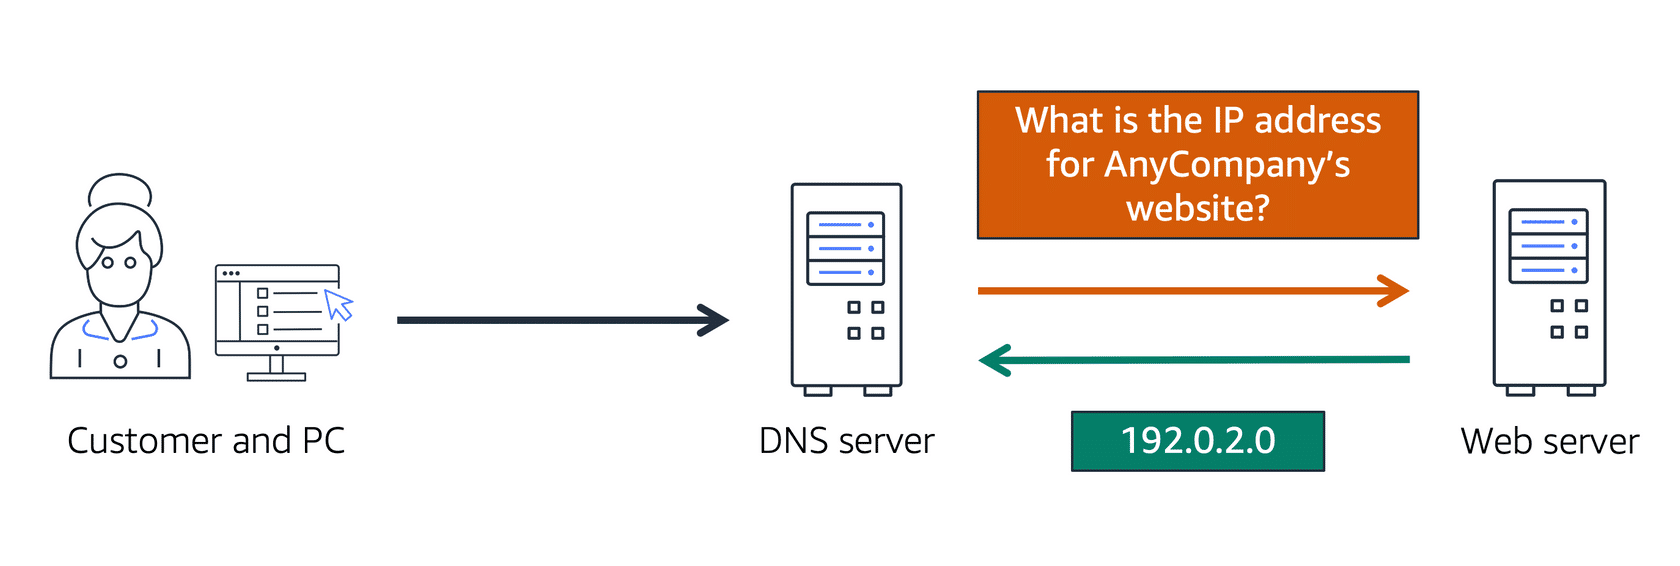 What is the IP address
for AnyCompany’s
website?
192.0.2.0
Customer and PC
DNS server
Web server